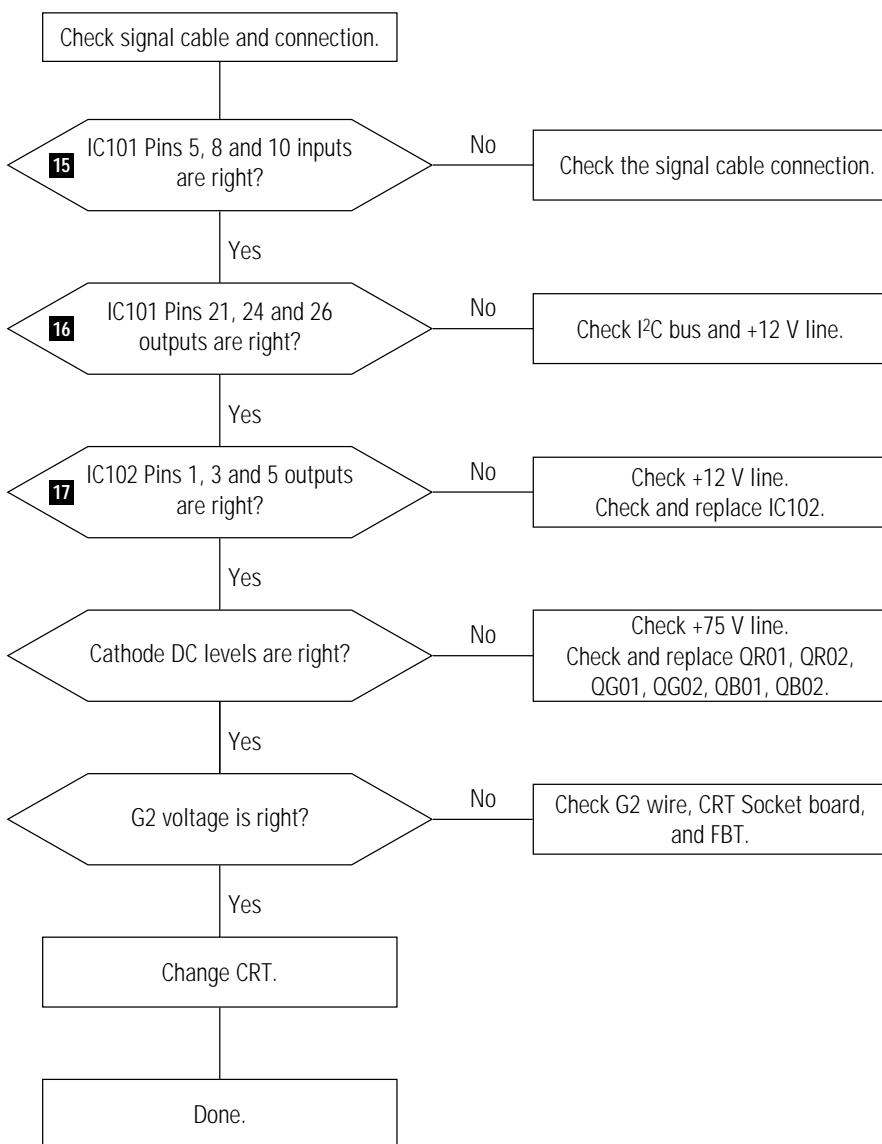 Check signal cable and connection.
15
IC101 Pins 5, 8 and 10 inputs
are right?
No
Check the signal cable connection.
Yes
16
IC101 Pins 21, 24 and 26
outputs are right?
No
Check I²C bus and +12 V line.
Yes
17
IC102 Pins 1, 3 and 5 outputs
are right?
No
Check +12 V line.
Check and replace IC102.
Yes
Cathode DC levels are right?
No
Check +75 V line.
Check and replace QR01, QR02,
QG01, QG02, QB01, QB02.
Yes
G2 voltage is right?
No
Check G2 wire, CRT Socket board,
and FBT.
Yes
Change CRT.
Done.